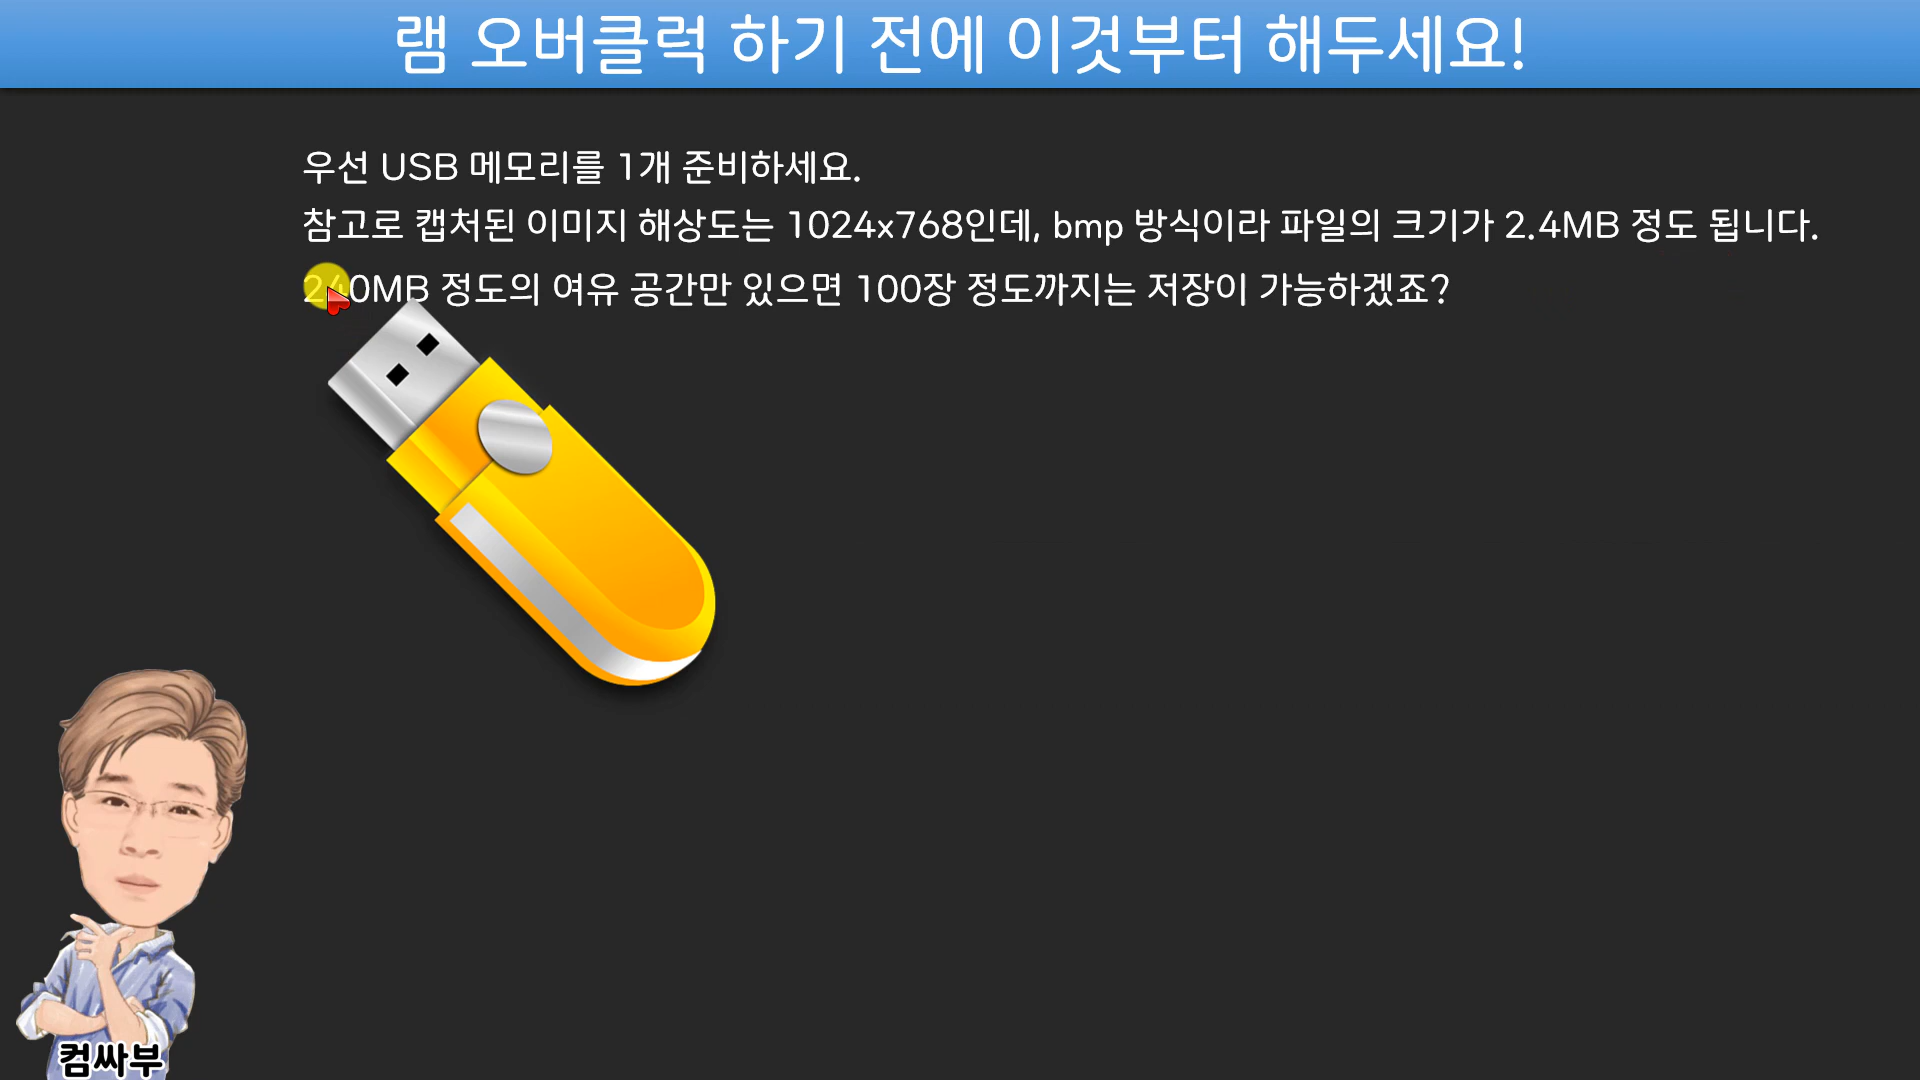 램 오버클럭 하기 전에 이것부터 해두세요!
우선 USB 메모리를 1개 준비하세요.
참고로 캡처된 이미지 해상도는 1024x768인데, bmp 방식이라 파일의 크기가 2.4MB 정도 됩니다.
240MB 정도의 여유 공간만 있으면 100장 정도까지는 저장이 가능하겠죠?
컴싸부